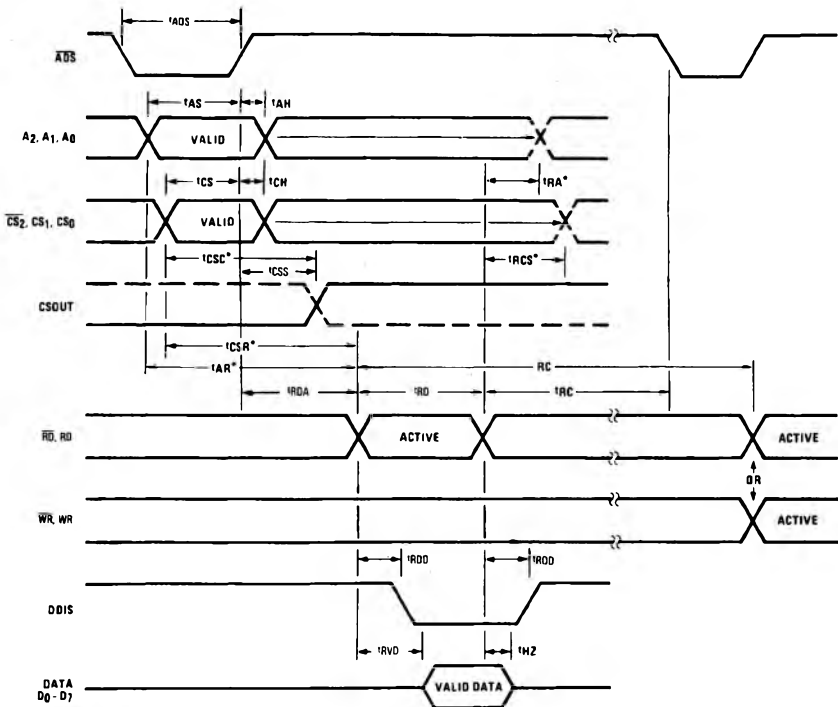 tADS
ADS
tAS tAH
A2, A1, A0 VALID
tRA*
tCS tCH
CS2, CS1, CS0 VALID
tCSC* tRCS*
tCSS
CSOUT
tCSR*
tAR* RC
tRDA tRD tRC
RD, RD ACTIVE ACTIVE
OR
WR, WR ACTIVE
tRDD tRDD
DDIS
tRVD tHZ
DATA VALID DATA
D0 - D7